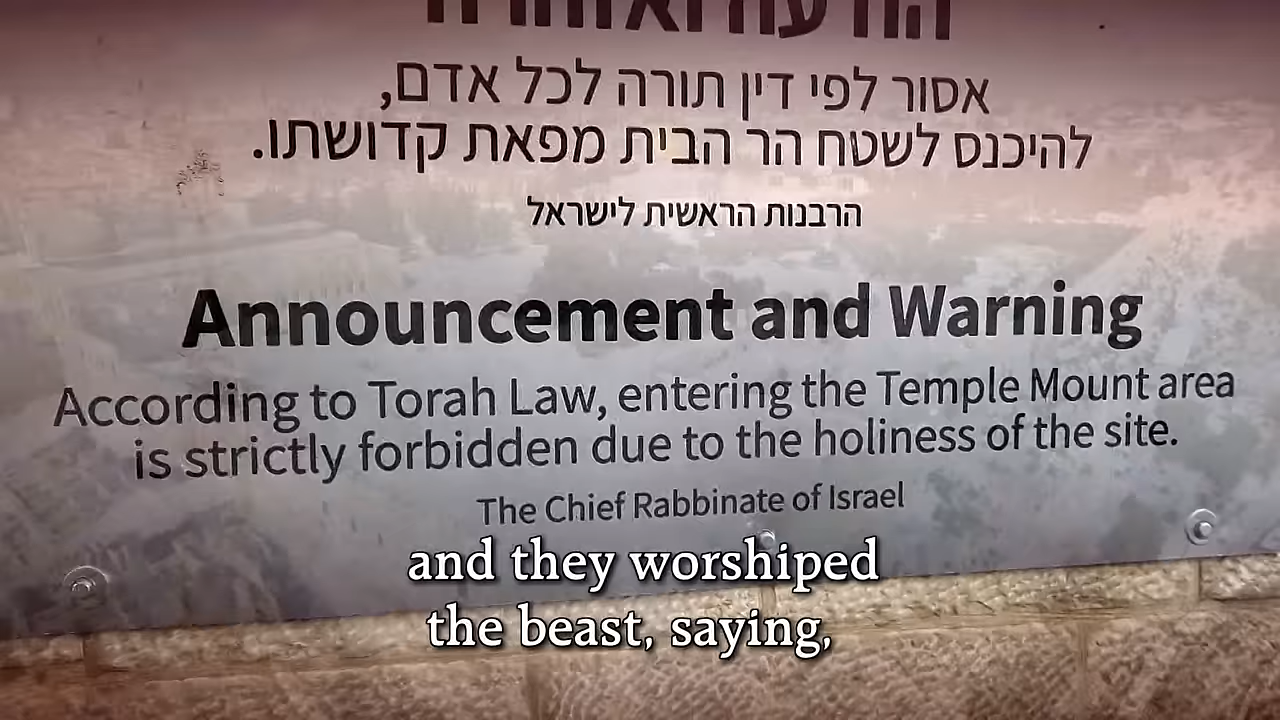 הודעה ואזהרה
אסור לפי דין תורה לכל אדם,
להיכנס לשטח הר הבית מפאת קדושתו.
הרבנות הראשית לישראל
Announcement and Warning
According to Torah Law, entering the Temple Mount area
is strictly forbidden due to the holiness of the site.
The Chief Rabbinate of Israel
and they worshiped
the beast, saying,